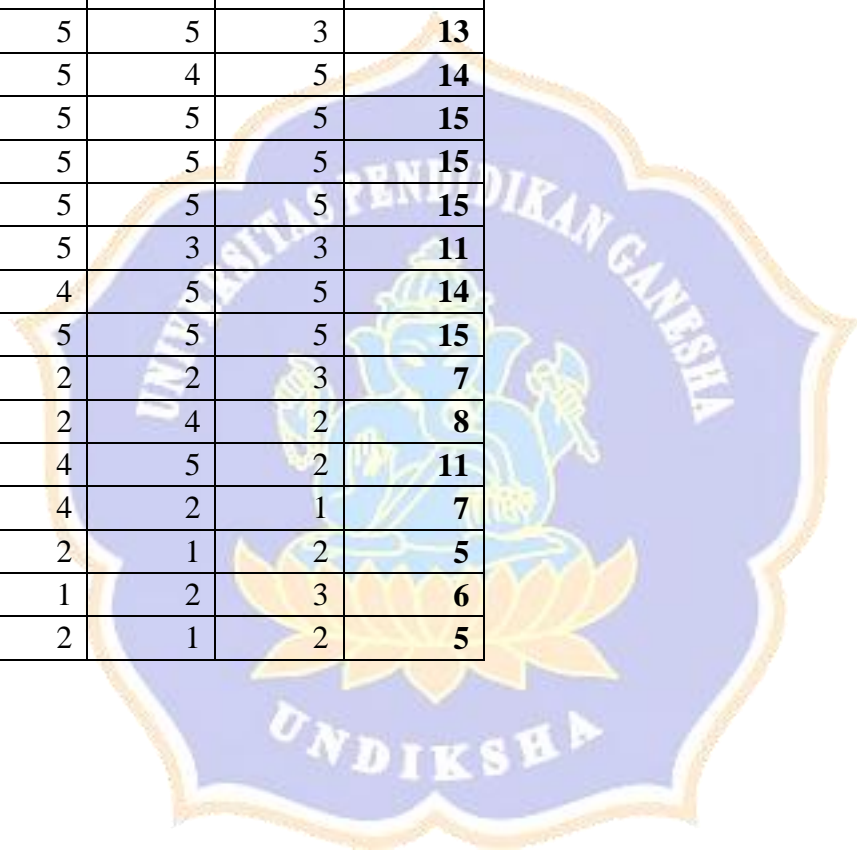 5 5 3 13
5 4 5 14
5 5 5 15
5 5 5 15
5 5 5 15
5 3 3 11
4 5 5 14
5 5 5 15
2 2 3 7
2 4 2 8
4 5 2 11
4 2 1 7
2 1 2 5
1 2 3 6
2 1 2 5
UNIVERSITAS PENDIDIKAN GANESHA
UNDIKSHA